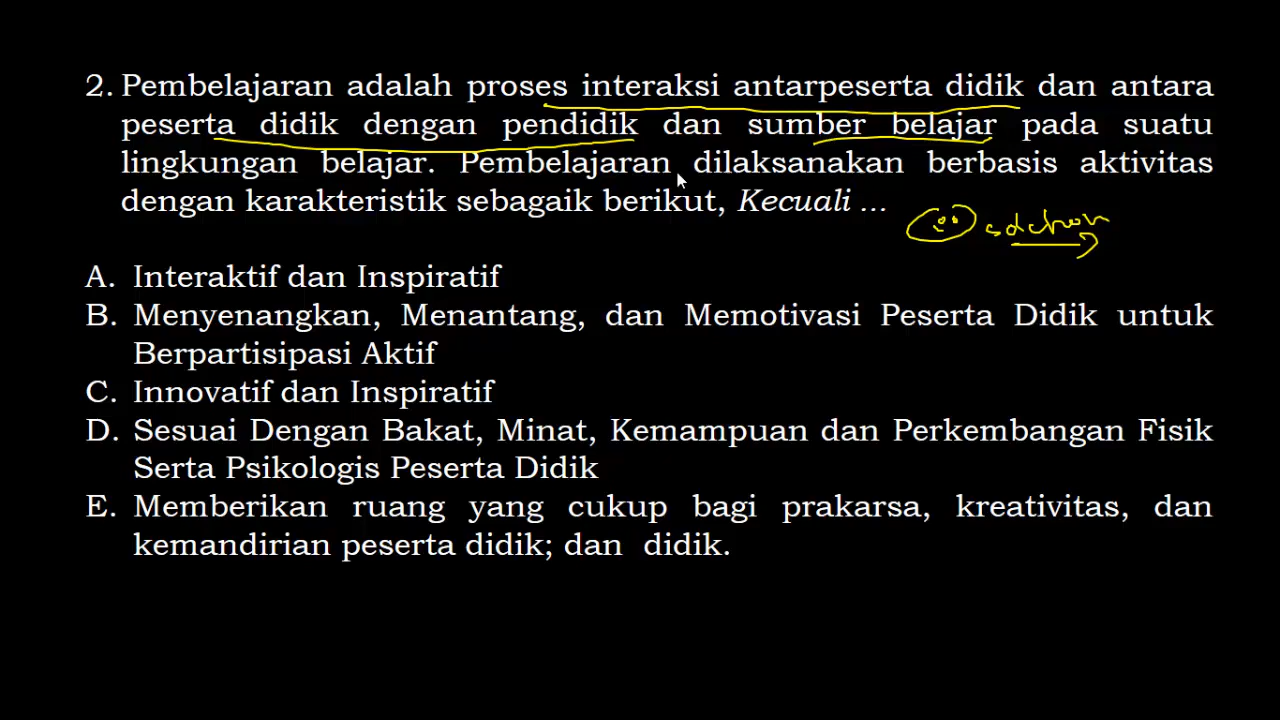 2. Pembelajaran adalah proses interaksi antarpeserta didik dan antara
peserta didik dengan pendidik dan sumber belajar pada suatu
lingkungan belajar. Pembelajaran dilaksanakan berbasis aktivitas
dengan karakteristik sebagaik berikut, Kecuali ...
A. Interaktif dan Inspiratif
B. Menyenangkan, Menantang, dan Memotivasi Peserta Didik untuk
Berpartisipasi Aktif
C. Innovatif dan Inspiratif
D. Sesuai Dengan Bakat, Minat, Kemampuan dan Perkembangan Fisik
Serta Psikologis Peserta Didik
E. Memberikan ruang yang cukup bagi prakarsa, kreativitas, dan
kemandirian peserta didik; dan didik.